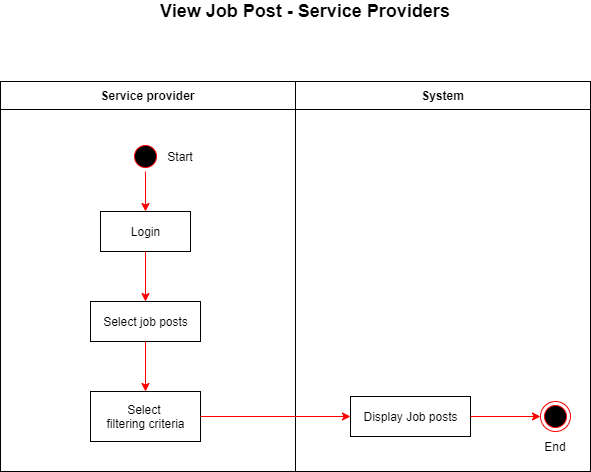 View Job Post - Service Providers
Service provider
System
Start
Login
Select job posts
Select
filtering criteria
Display Job posts
End